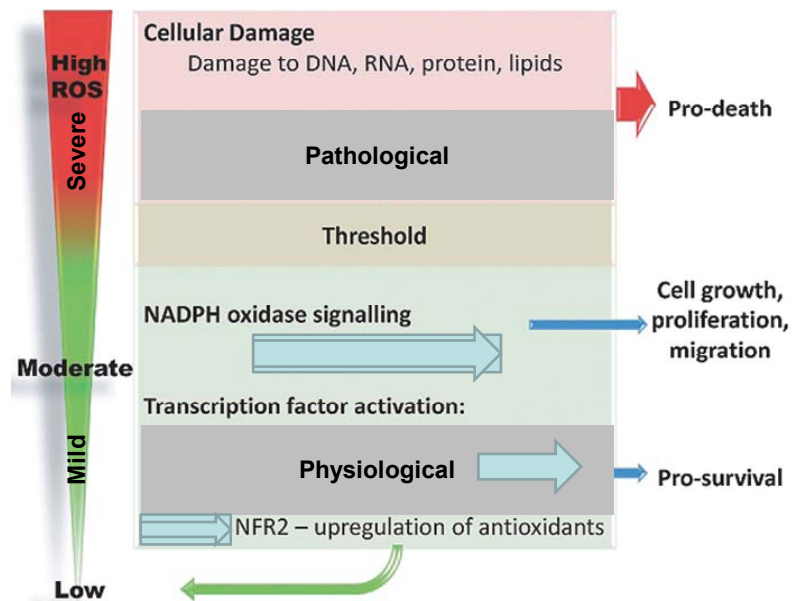 High
ROS
Severe
Moderate
Mild
Low
Cellular Damage
Damage to DNA, RNA, protein, lipids
Pathological
Threshold
NADPH oxidase signalling
Transcription factor activation:
Physiological
NFR2 – upregulation of antioxidants
Pro-death
Cell growth,
proliferation,
migration
Pro-survival